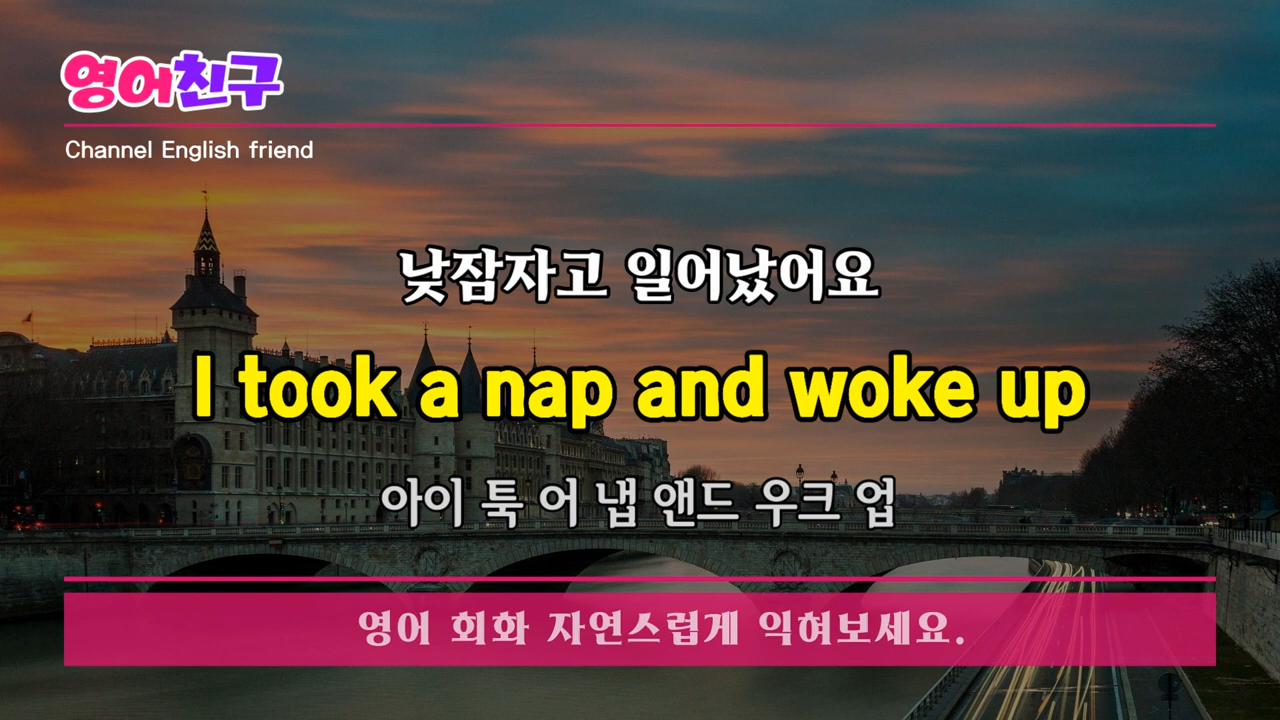 영어친구
Channel English friend
낮잠자고 일어났어요
I took a nap and woke up
아이 툭 어 냅 앤드 우크 업
영어 회화 자연스럽게 익혀보세요.